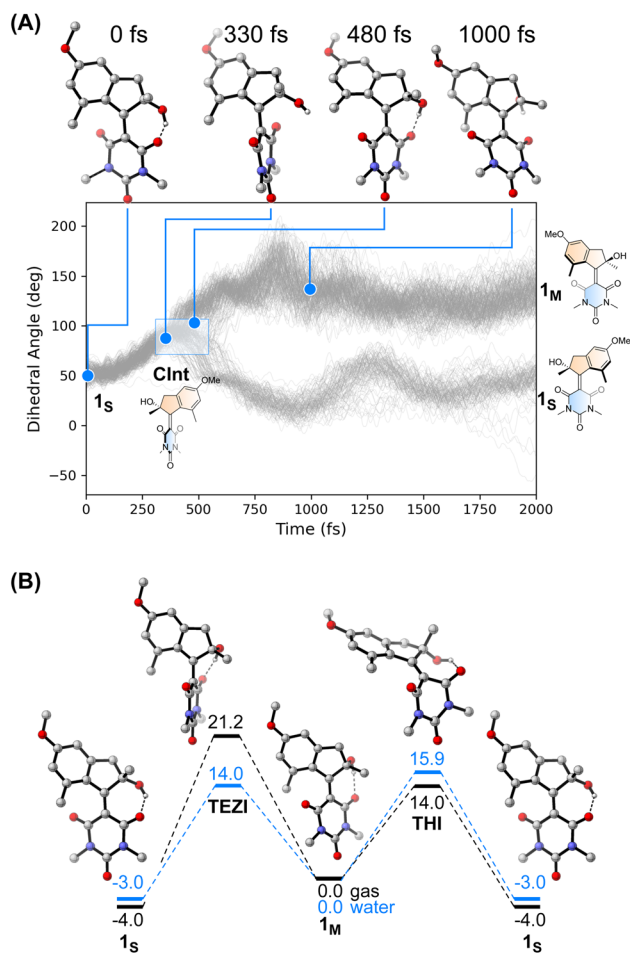 (A)
0 fs 330 fs 480 fs 1000 fs
200
150
100
50
0
−50
Dihedral Angle (deg)
1S
CInt
OMe
HO
O O
N N
O
0 250 500 750 1000 1250 1500 1750 2000
Time (fs)
MeO
OH
1M
O O
N N
O
OMe
HO
1S
O O
N N
O
(B)
21.2
14.0
TEZI
15.9
14.0
THI
-3.0
-4.0
1S
0.0 gas
0.0 water
1M
-3.0
-4.0
1S